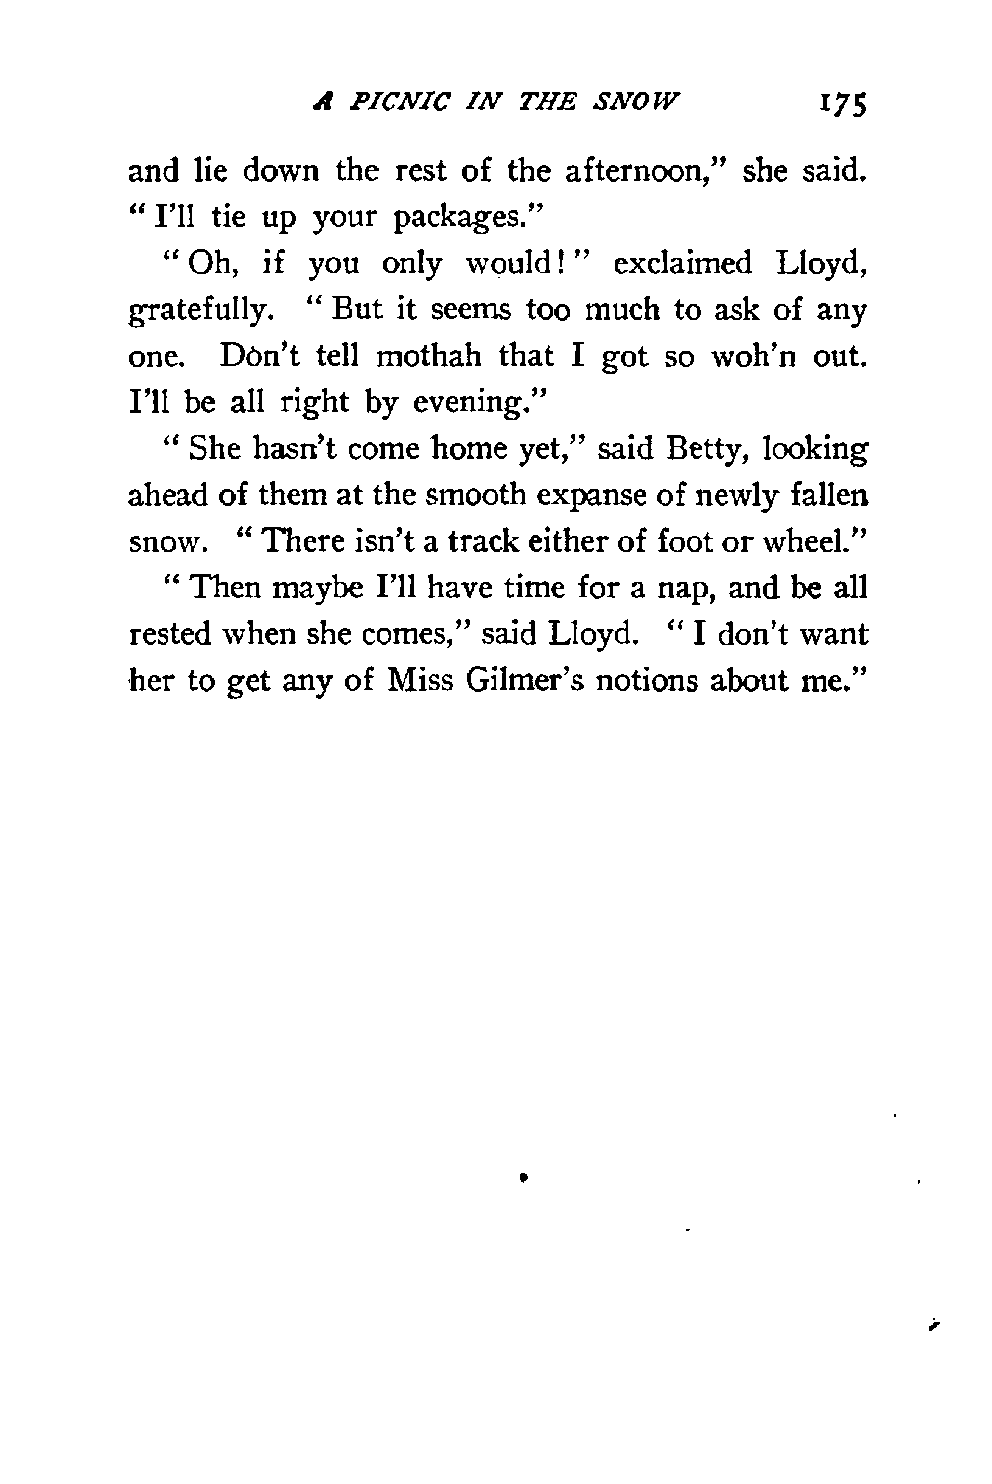 A PICNIC IN THE SNOW 175
and lie down the rest of the afternoon," she said.
"I'll tie up your packages."
"Oh, if you only would!" exclaimed Lloyd,
gratefully. "But it seems too much to ask of any
one. Don't tell mothah that I got so woh'n out.
I'll be all right by evening."
"She hasn't come home yet," said Betty, looking
ahead of them at the smooth expanse of newly fallen
snow. "There isn't a track either of foot or wheel."
"Then maybe I'll have time for a nap, and be all
rested when she comes," said Lloyd. "I don't want
her to get any of Miss Gilmer's notions about me."